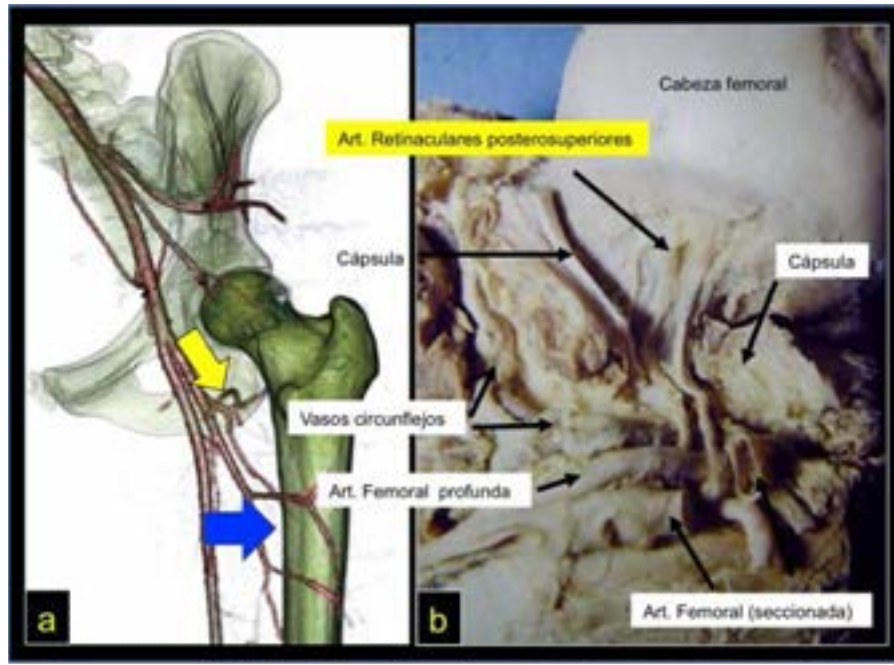 Cabeza femoral
Art. Retinaculares posterosuperiores
Cápsula
Cápsula
Vasos circunflejos
Art. Femoral profunda
Art. Femoral (seccionada)
a
b